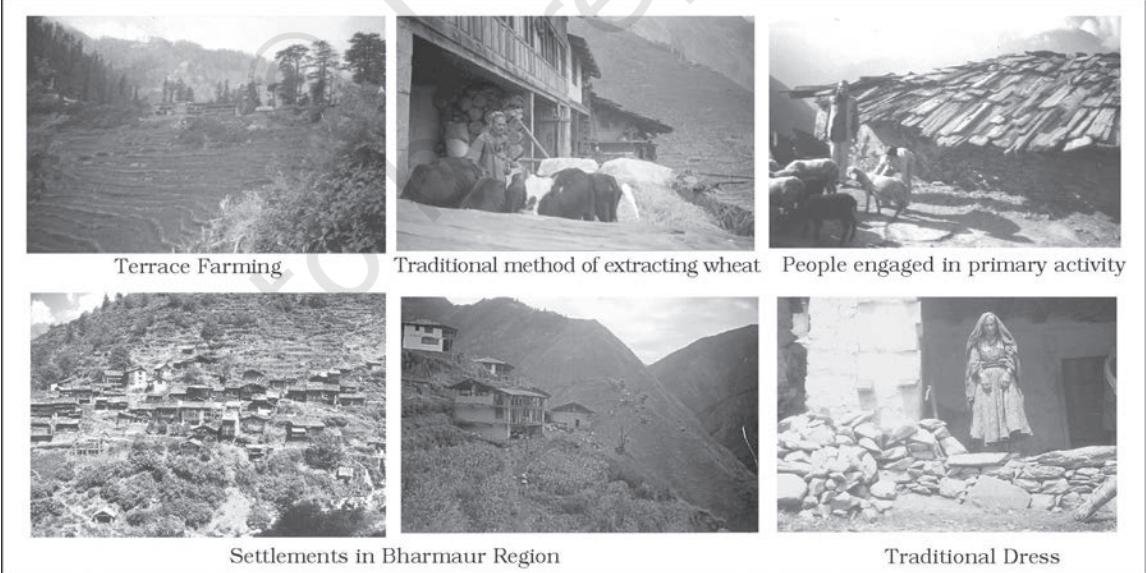 Terrace Farming
Traditional method of extracting wheat
People engaged in primary activity
Settlements in Bharmaur Region
Traditional Dress